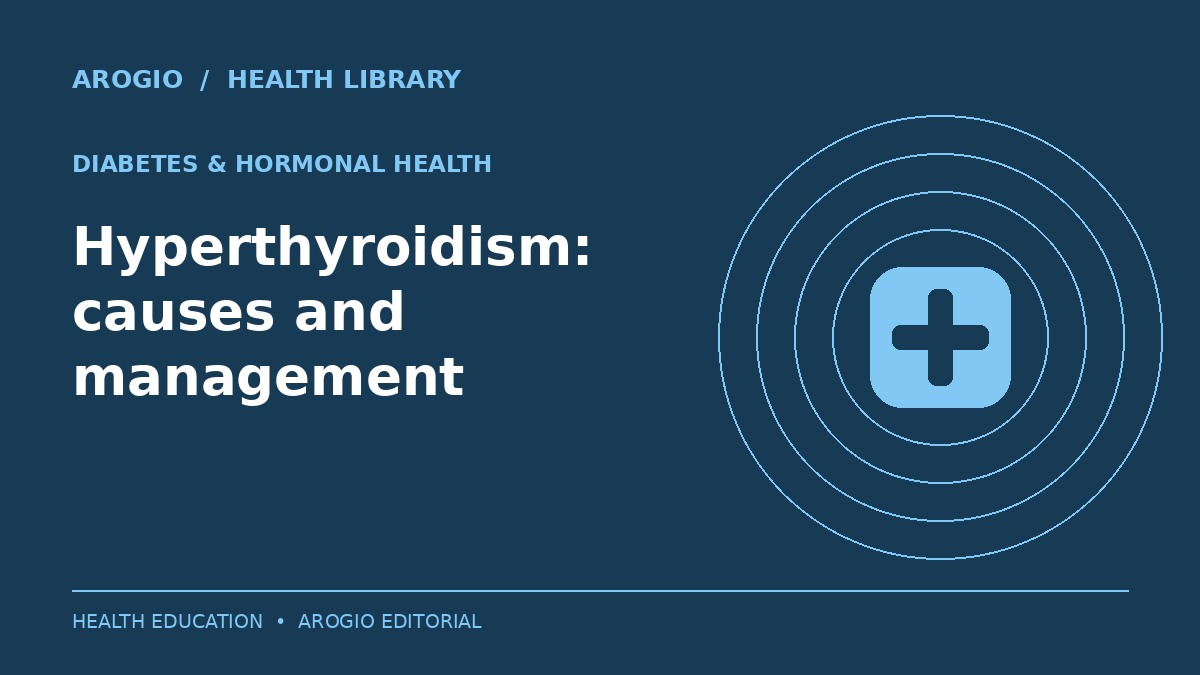 AROGIO / HEALTH LIBRARY
DIABETES & HORMONAL HEALTH
Hyperthyroidism:
causes and
management
HEALTH EDUCATION • AROGIO EDITORIAL